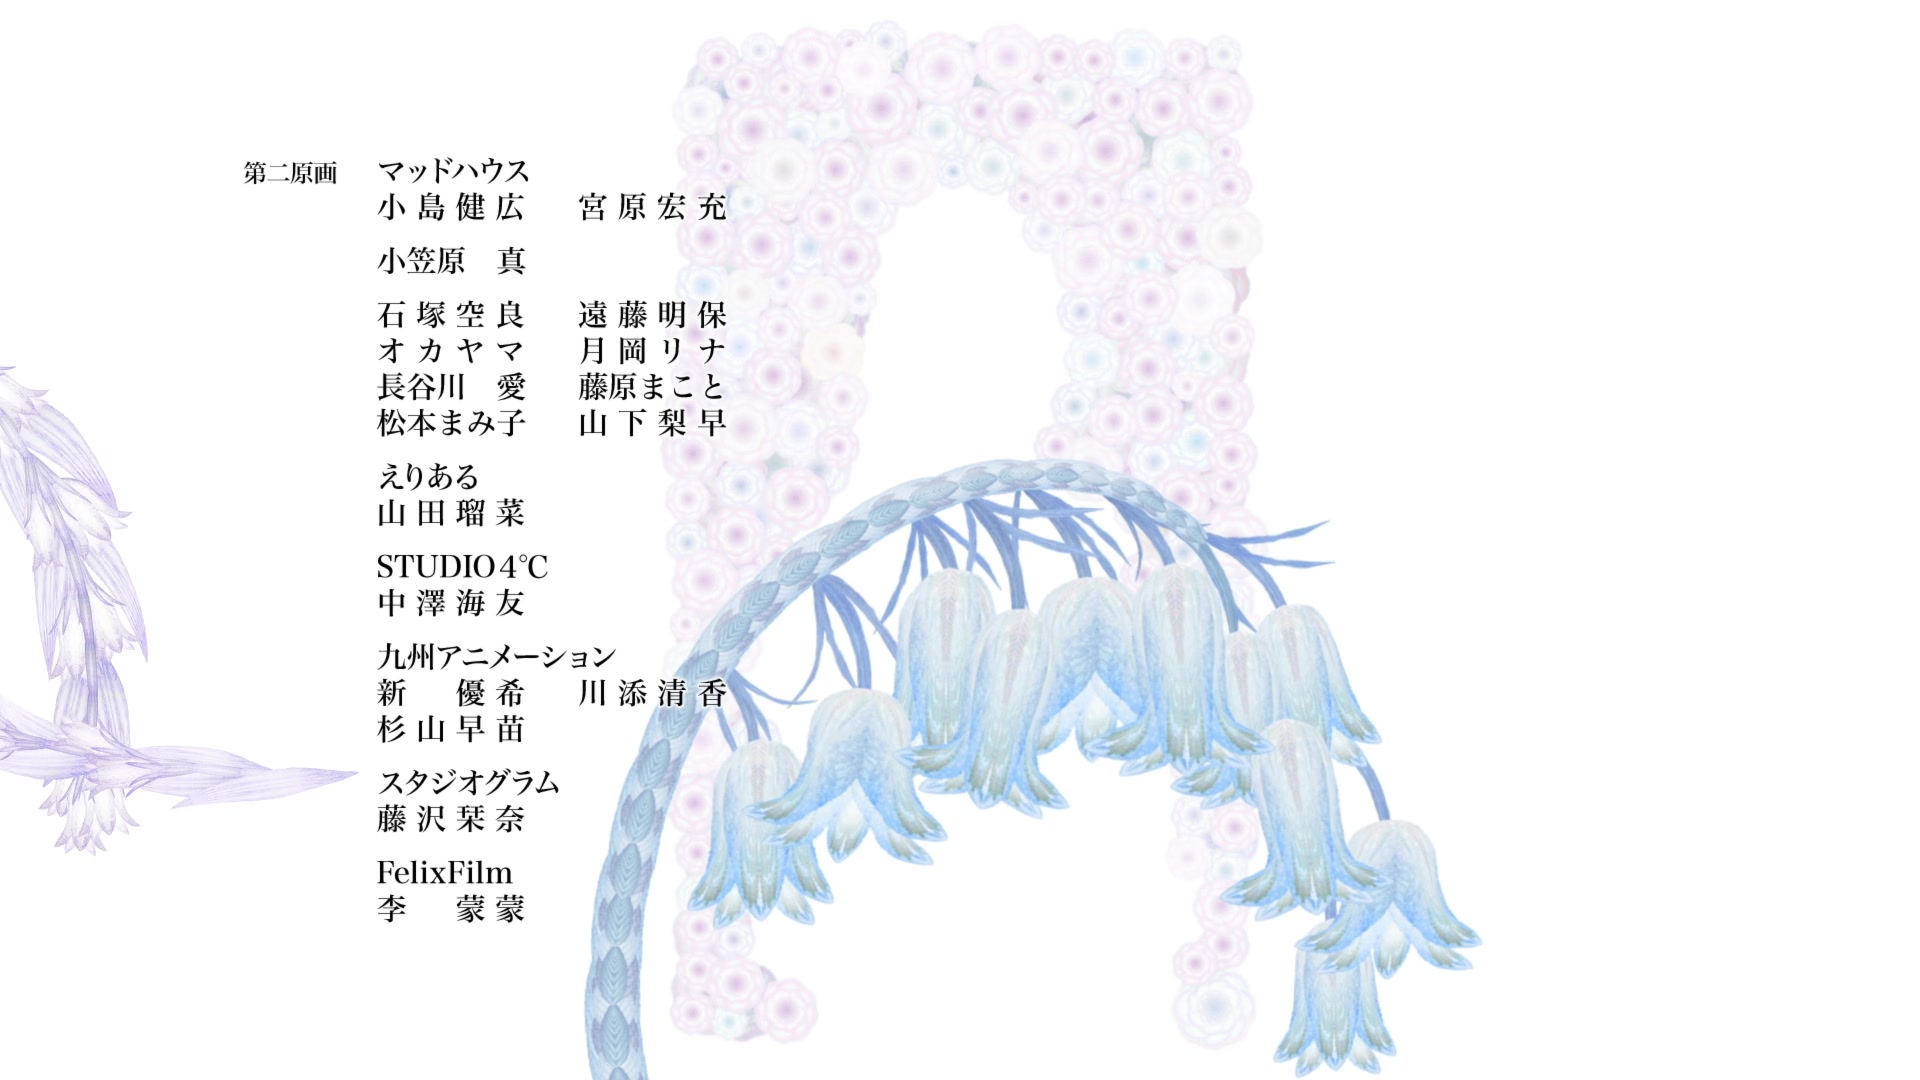 第二原画 マッドハウス
小島健広 宮原宏充
小笠原 真
石塚空良 遠藤明保
オカヤマ 月岡リナ
長谷川 愛 藤原まこと
松本まみ子 山下梨早
えりある
山田瑠菜
STUDIO4℃
中澤海友
九州アニメーション
新 優希 川添清香
杉山早苗
スタジオグラム
藤沢栞奈
FelixFilm
李 蒙蒙